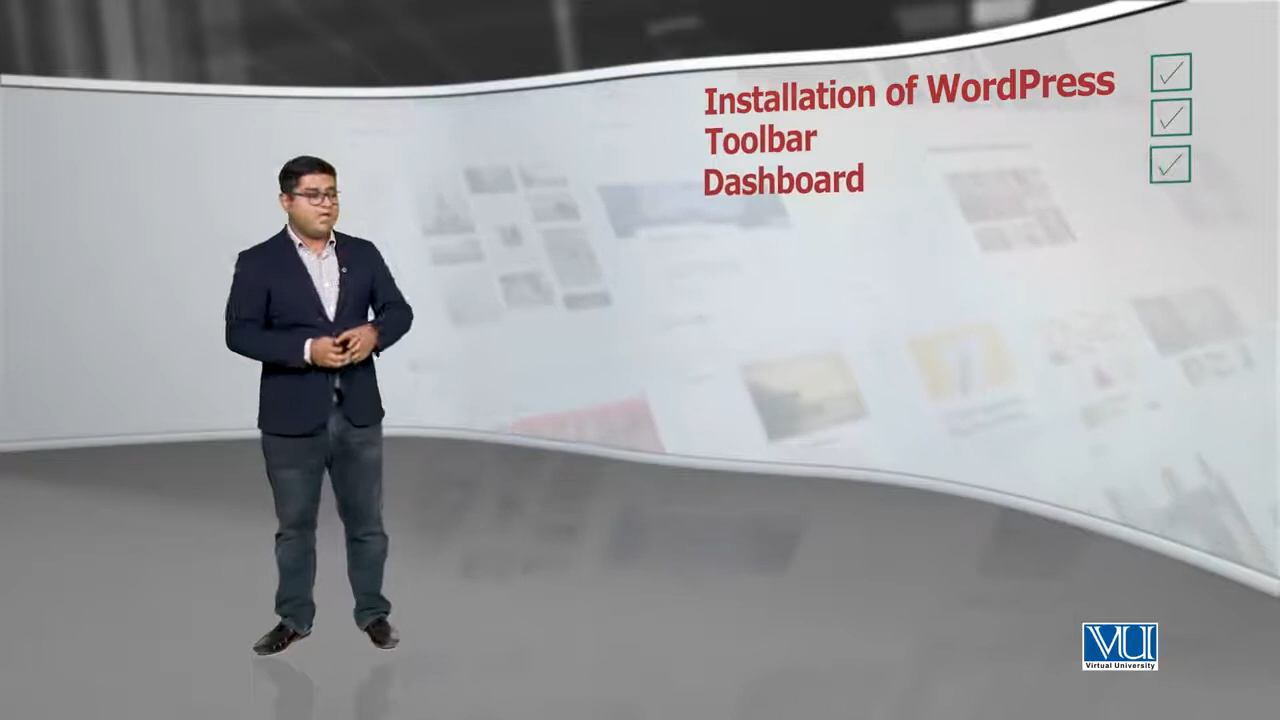 Installation of WordPress
Toolbar
Dashboard
VU
Virtual University